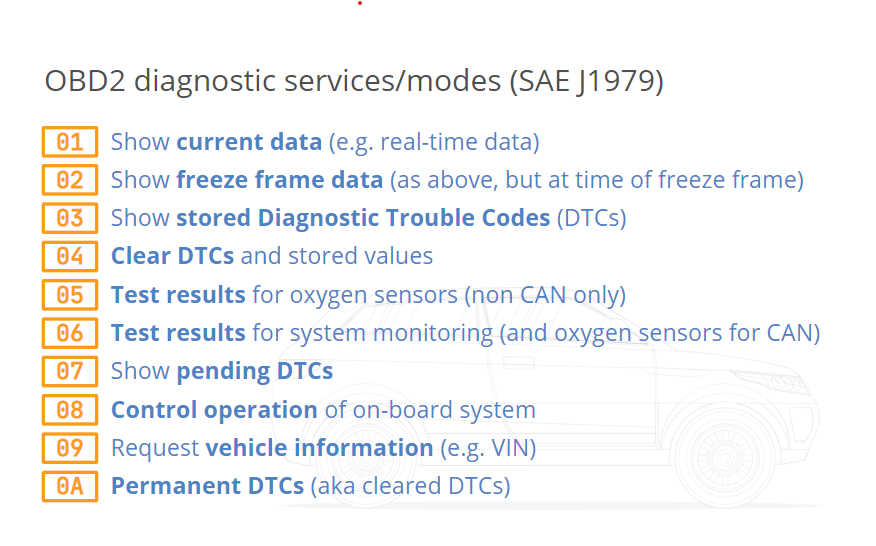 OBD2 diagnostic services/modes (SAE J1979)
01 Show current data (e.g. real-time data)
02 Show freeze frame data (as above, but at time of freeze frame)
03 Show stored Diagnostic Trouble Codes (DTCs)
04 Clear DTCs and stored values
05 Test results for oxygen sensors (non CAN only)
06 Test results for system monitoring (and oxygen sensors for CAN)
07 Show pending DTCs
08 Control operation of on-board system
09 Request vehicle information (e.g. VIN)
0A Permanent DTCs (aka cleared DTCs)